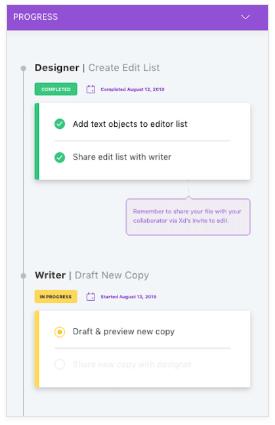 PROGRESS
Designer | Create Edit List
COMPLETED
Completed August 12, 2019
Add text objects to editor list
Share edit list with writer
Remember to share your file with your
collaborator via Xd's invite to edit.
Writer | Draft New Copy
IN PROGRESS
Started August 13, 2019
Draft & preview new copy
Share new copy with designer